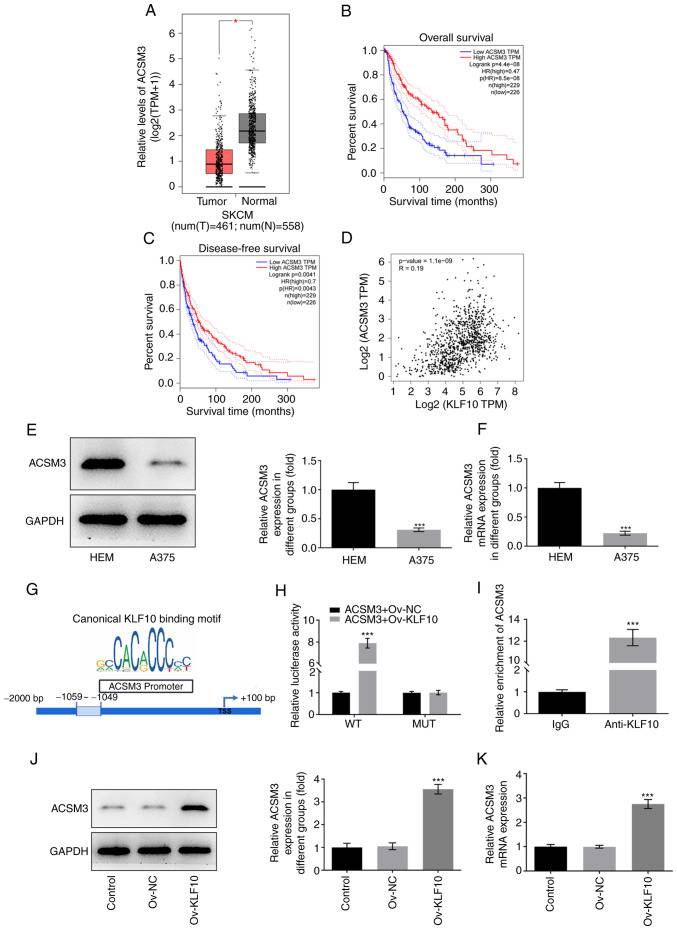 A
Relative levels of ACSM3
(log2(TPM+1))
6
5
4
3
2
1
0
*
Tumor
Normal
SKCM
(num(T)=461; num(N)=558)
B
Overall survival
Low ACSM3 TPM
High ACSM3 TPM
Logrank p=4.4e−08
HR(high)=0.47
p(HR)=8.5e−08
n(high)=229
n(low)=226
Percent survival
1.0
0.8
0.6
0.4
0.2
0.0
0
100
200
300
Survival time (months)
C
Disease-free survival
Low ACSM3 TPM
High ACSM3 TPM
Logrank p=0.0041
HR(high)=0.7
p(HR)=0.0043
n(high)=229
n(low)=226
Percent survival
1.0
0.8
0.6
0.4
0.2
0.0
0
100
200
300
Survival time (months)
D
p-value = 1.1e−09
R = 0.19
Log2 (ACSM3 TPM)
6
5
4
3
2
1
0
1 2 3 4 5 6 7 8
Log2 (KLF10 TPM)
E
ACSM3
GAPDH
HEM
A375
Relative ACSM3
expression in
different groups (fold)
1.5
1.0
0.5
0.0
***
HEM
A375
F
Relative ACSM3
mRNA expression
in different groups (fold)
1.5
1.0
0.5
0.0
***
HEM
A375
G
Canonical KLF10 binding motif
ACSM3 Promoter
−2000 bp
−1059
−1049
+100 bp
TSS
H
ACSM3+Ov-NC
ACSM3+Ov-KLF10
Relative luciferase activity
10
8
6
2
1
0
***
WT
MUT
I
Relative enrichment of ACSM3
14
12
10
3
2
1
0
***
IgG
Anti-KLF10
J
ACSM3
GAPDH
Control
Ov-NC
Ov-KLF10
Relative ACSM3
expression in
different groups (fold)
4
3
2
1
0
***
Control
Ov-NC
Ov-KLF10
K
Relative ACSM3
mRNA expression
4
3
2
1
0
***
Control
Ov-NC
Ov-KLF10